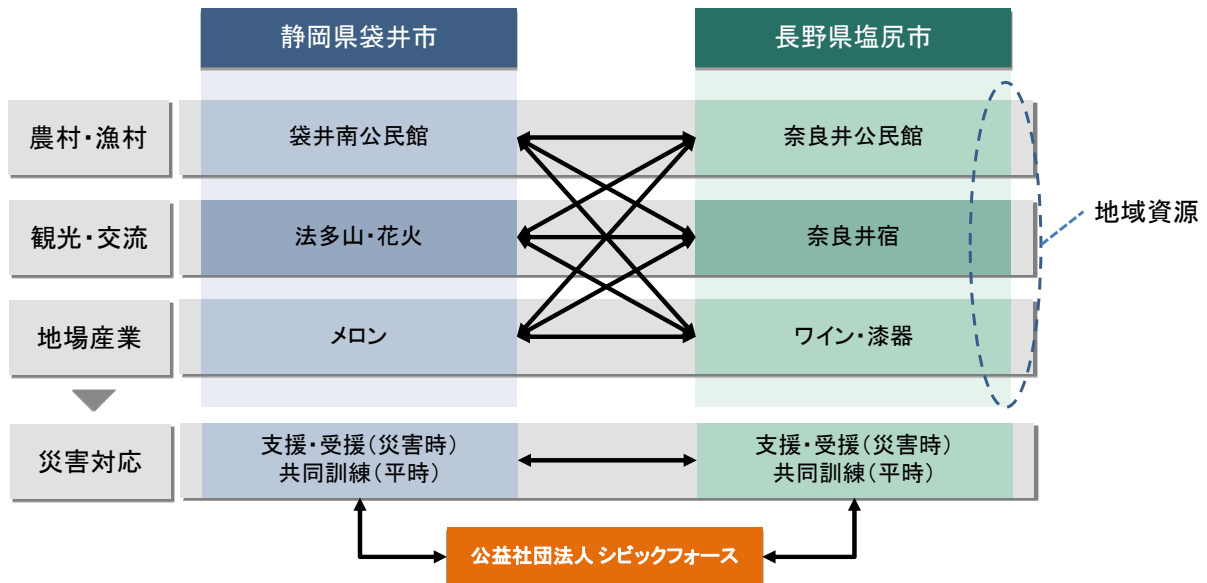 静岡県袋井市
長野県塩尻市
農村・漁村
袋井南公民館
奈良井公民館
観光・交流
法多山・花火
奈良井宿
地域資源
地場産業
メロン
ワイン・漆器
災害対応
支援・受援(災害時)
共同訓練(平時)
支援・受援(災害時)
共同訓練(平時)
公益社団法人 シビックフォース